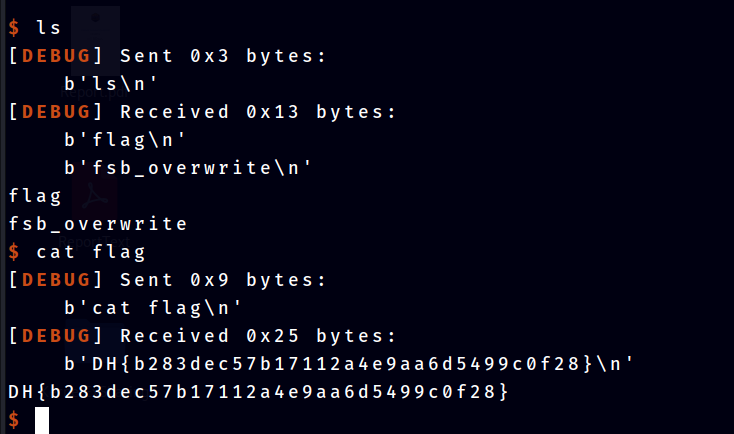 $ ls
[DEBUG] Sent 0x3 bytes:
    b'ls\n'
[DEBUG] Received 0x13 bytes:
    b'flag\n'
    b'fsb_overwrite\n'
flag
fsb_overwrite
$ cat flag
[DEBUG] Sent 0x9 bytes:
    b'cat flag\n'
[DEBUG] Received 0x25 bytes:
    b'DH{b283dec57b17112a4e9aa6d5499c0f28}\n'
DH{b283dec57b17112a4e9aa6d5499c0f28}
$